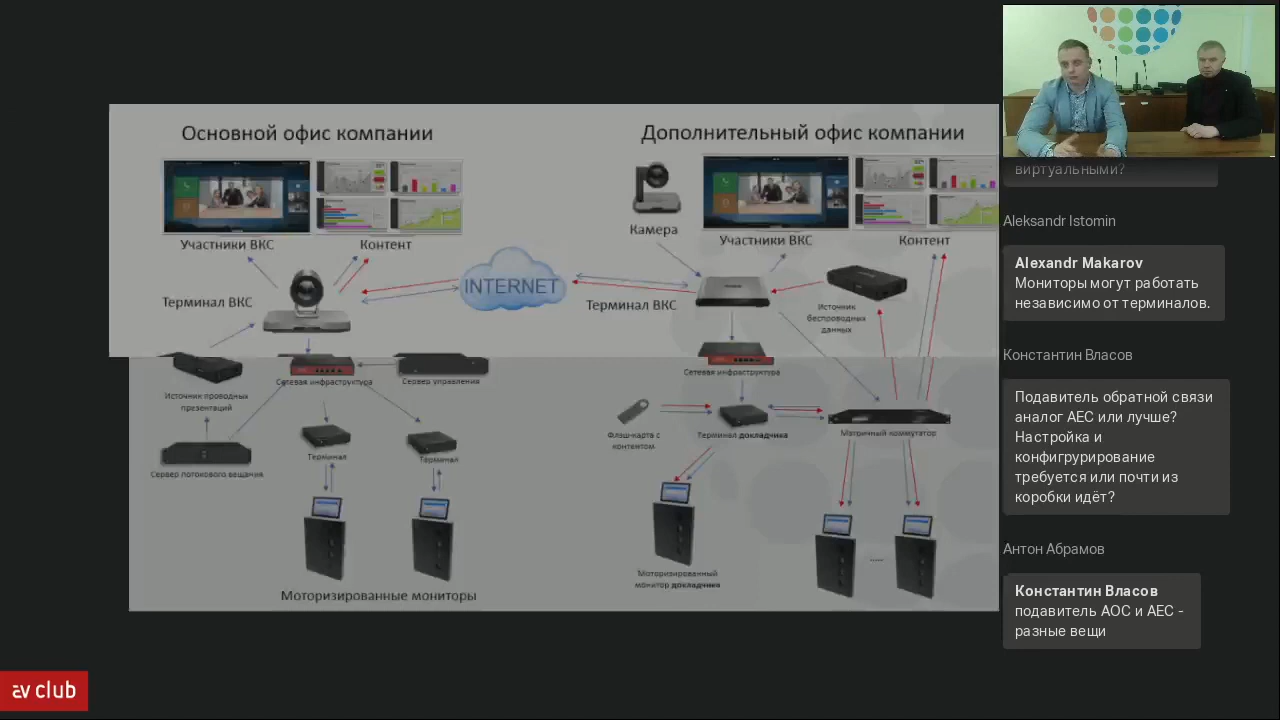 Основной офис компании
Дополнительный офис компании
Участники ВКС
Контент
Камера
Участники ВКС
Контент
Терминал ВКС
INTERNET
Терминал ВКС
Источник
беспроводных
данных
Источник проводных
презентаций
Сетевая инфраструктура
Сервер управления
Сетевая инфраструктура
Сервер потокового вещания
Терминал
Терминал
Флаш-карта с
контентом
Терминал докладчика
Матричный коммутатор
Моторизированные мониторы
Моторизированный
монитор докладчика
.....
виртуальными?
Aleksandr Istomin
Alexandr Makarov
Мониторы могут работать
независимо от терминалов.
Константин Власов
Подавитель обратной связи
аналог АЕС или лучше?
Настройка и
конфигрурирование
требуется или почти из
коробки идёт?
Антон Абрамов
Константин Власов
подавитель АОС и АЕС -
разные вещи
av club